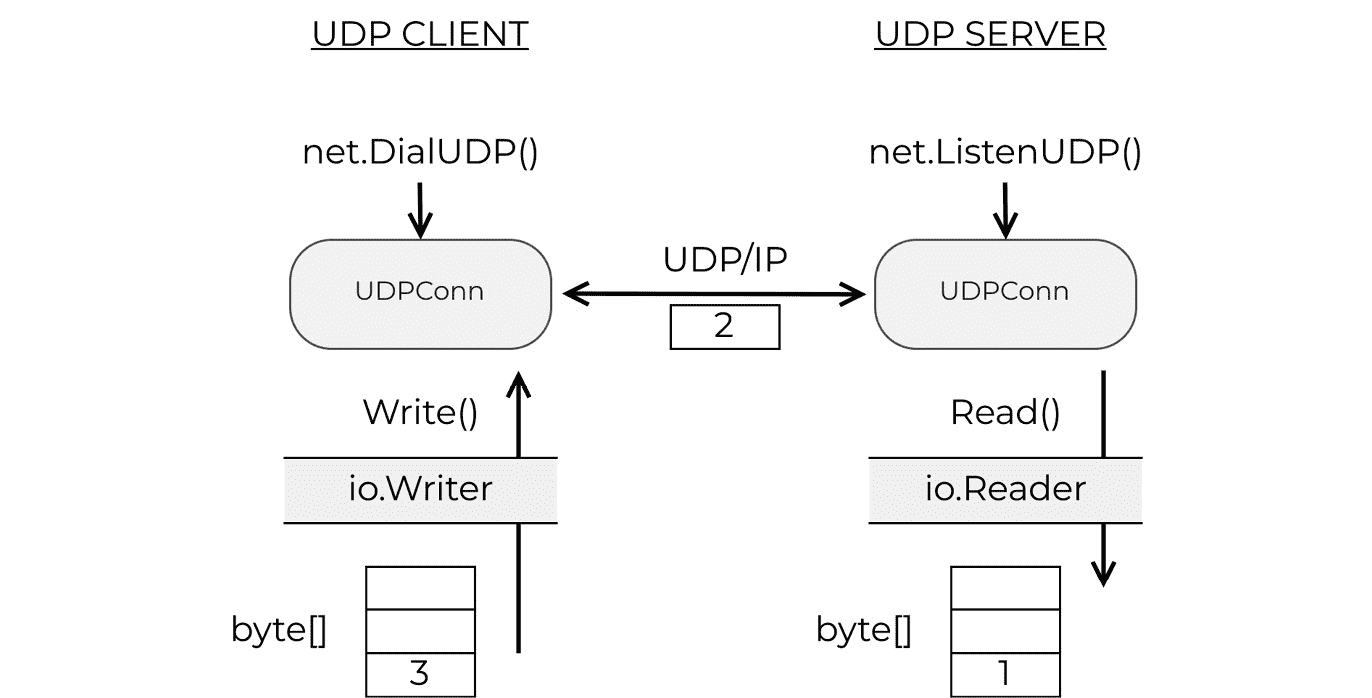 UDP CLIENT
UDP SERVER
net.DialUDP()
net.ListenUDP()
UDP/IP
UDPConn
UDPConn
2
Write()
Read()
io.Writer
io.Reader
byte[]
byte[]
3
1